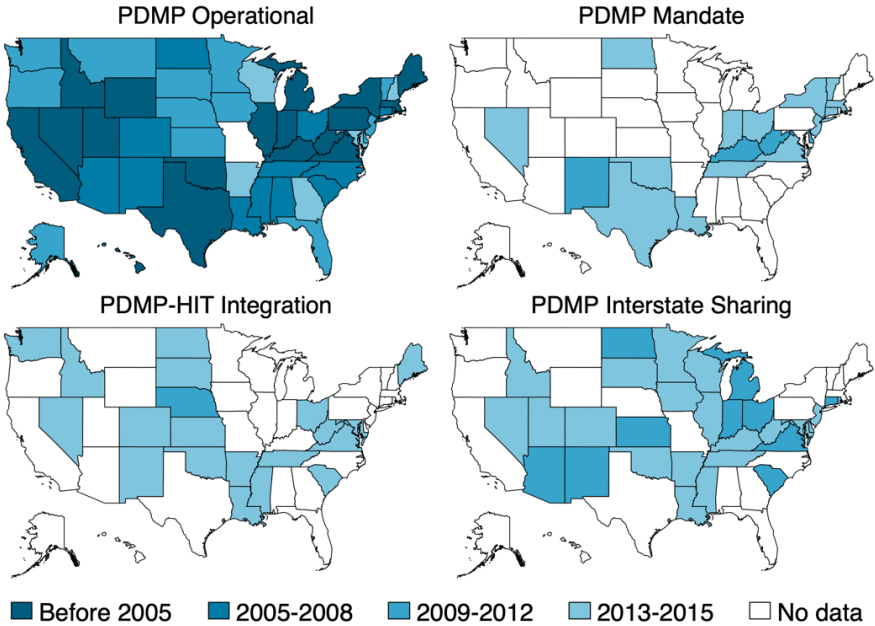 PDMP Operational
PDMP Mandate
PDMP-HIT Integration
PDMP Interstate Sharing
Before 2005
2005-2008
2009-2012
2013-2015
No data